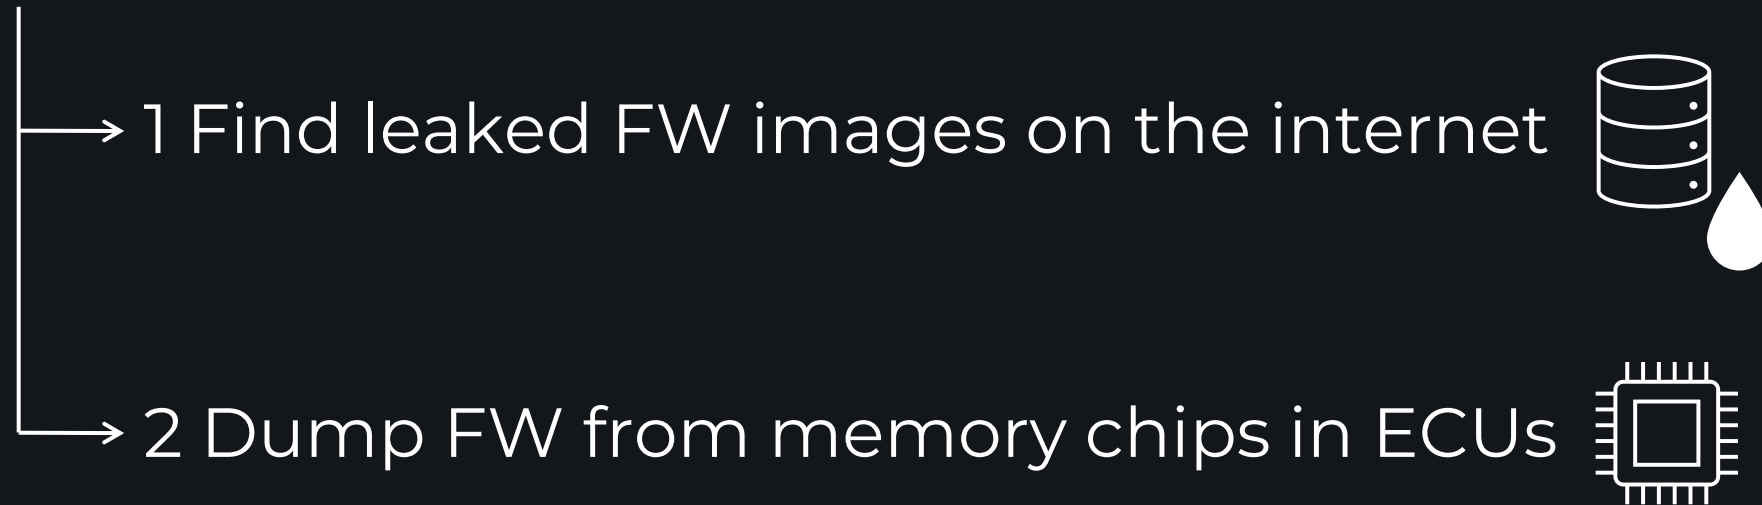 1 Find leaked FW images on the internet
2 Dump FW from memory chips in ECUs